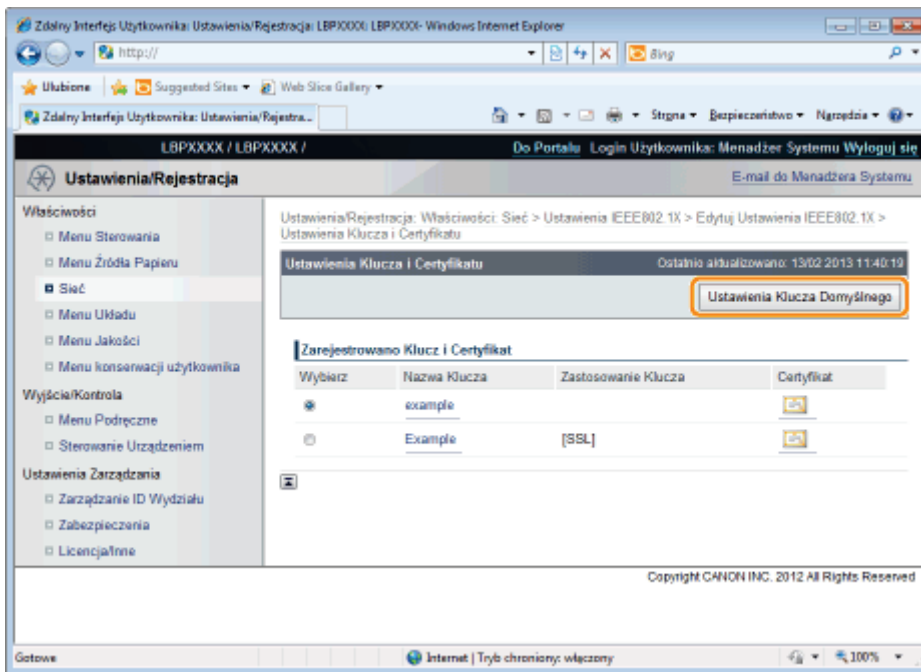 Zdalny Interfejs Użytkownika: Ustawienia/Rejestracja: LBPXXXX: LBPXXXX- Windows Internet Explorer
http://
Bing
Ulubione Suggested Sites Web Slice Gallery
Zdalny Interfejs Użytkownika: Ustawienia/Rejestra...
Strona Bezpieczeństwo Narzędzia
LBPXXXX / LBPXXXX / Do Portalu Login Użytkownika: Menadżer Systemu Wyloguj się
Ustawienia/Rejestracja E-mail do Menadżera Systemu
Właściwości
Menu Sterowania
Menu Źródła Papieru
Sieć
Menu Układu
Menu Jakości
Menu konserwacji użytkownika
Wyjście/Kontrola
Menu Podręczne
Sterowanie Urządzeniem
Ustawienia Zarządzania
Zarządzanie ID Wydziału
Zabezpieczenia
Licencja/Inne
Ustawienia/Rejestracja: Właściwości: Sieć > Ustawienia IEEE802.1X > Edytuj Ustawienia IEEE802.1X >
Ustawienia Klucza i Certyfikatu
Ustawienia Klucza i Certyfikatu Ostatnio aktualizowano: 13/02 2013 11:40:19
Ustawienia Klucza Domyślnego
Zarejestrowano Klucz i Certyfikat
Wybierz Nazwa Klucza Zastosowanie Klucza Certyfikat
example
Example [SSL]
Copyright CANON INC. 2012 All Rights Reserved
Gotowe Internet | Tryb chroniony: włączony 100%